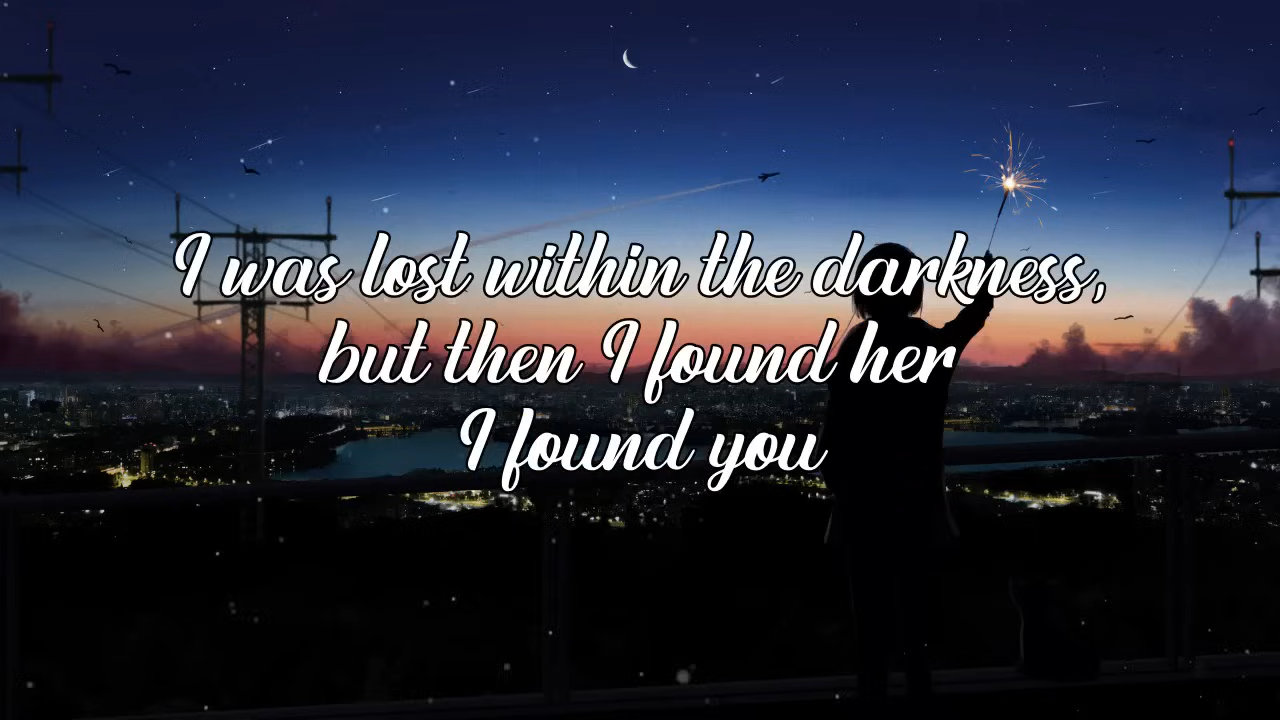 I was lost within the darkness,
but then I found her
I found you